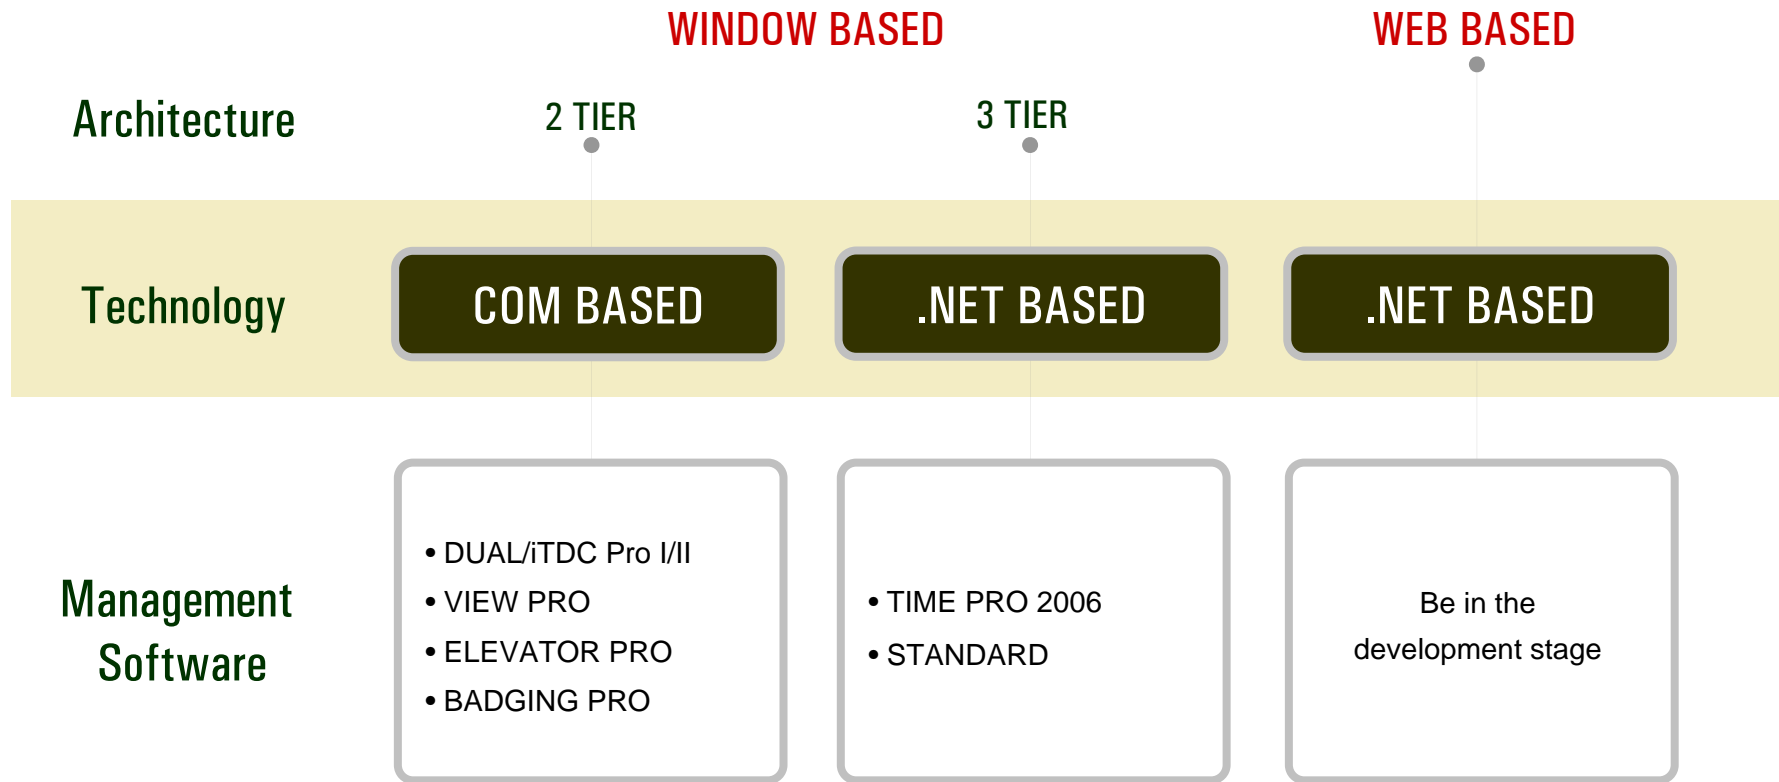 WINDOW BASED
WEB BASED
Architecture
2 TIER
3 TIER
Technology
COM BASED
.NET BASED
.NET BASED
Management
Software
• DUAL/iTDC Pro I/II
• VIEW PRO
• ELEVATOR PRO
• BADGING PRO
• TIME PRO 2006
• STANDARD
Be in the
development stage